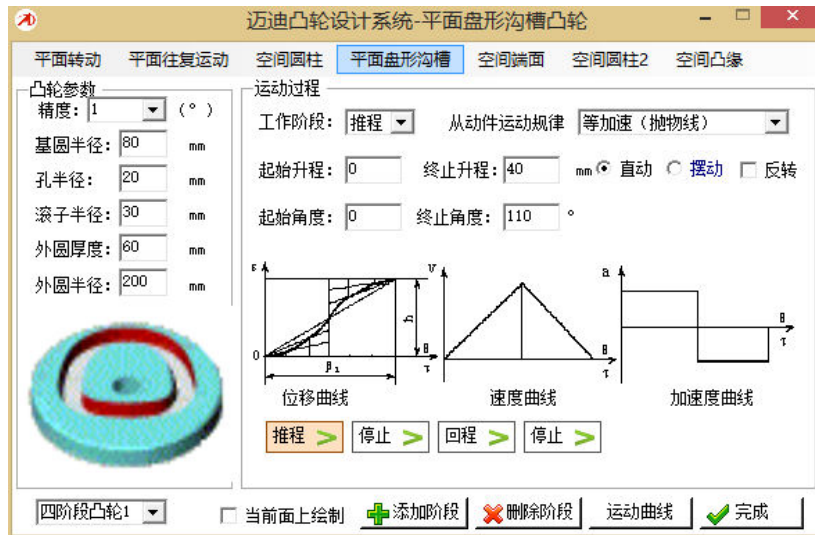 迈迪凸轮设计系统-平面盘形沟槽凸轮
平面转动 平面往复运动 空间圆柱 平面盘形沟槽 空间端面 空间圆柱2 空间凸缘
凸轮参数
精度: 1 (°)
基圆半径: 80 mm
孔半径: 20 mm
滚子半径: 30 mm
外圆厚度: 60 mm
外圆半径: 200 mm
运动过程
工作阶段: 推程 从动件运动规律 等加速(抛物线)
起始升程: 0 终止升程: 40 mm 直动 摆动 反转
起始角度: 0 终止角度: 110 °
s h 0 β₁ θ τ
V θ τ
a θ τ
位移曲线 速度曲线 加速度曲线
推程 停止 回程 停止
四阶段凸轮1 当前面上绘制 添加阶段 删除阶段 运动曲线 完成